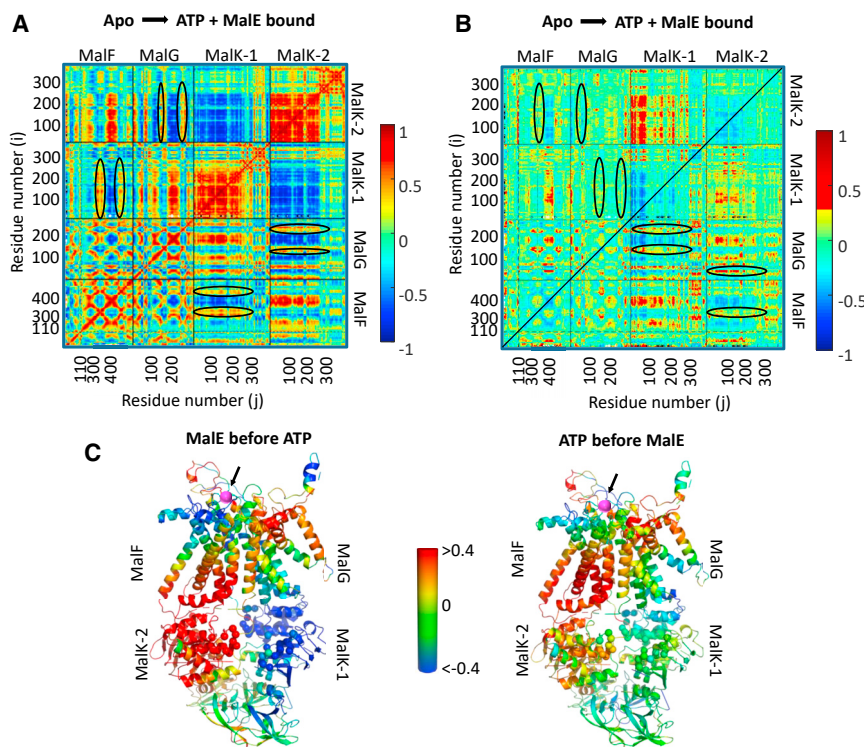 A
Apo → ATP + MalE bound
MalF MalG MalK-1 MalK-2
Residue number (i)
300
200
100
300
200
100
200
100
400
300
110
MalK-2
MalK-1
MalG
MalF
110 300 400 100 200 100 200 300 100 200 300
Residue number (j)
1
0.5
0
-0.5
-1
B
Apo → ATP + MalE bound
MalF MalG MalK-1 MalK-2
Residue number (i)
300
200
100
300
200
100
200
100
400
300
110
MalK-2
MalK-1
MalG
MalF
110 300 400 100 200 100 200 300 100 200 300
Residue number (j)
1
0.5
0
-0.5
-1
C
MalE before ATP
MalF
MalG
MalK-2
MalK-1
>0.4
0
<-0.4
ATP before MalE
MalF
MalG
MalK-2
MalK-1